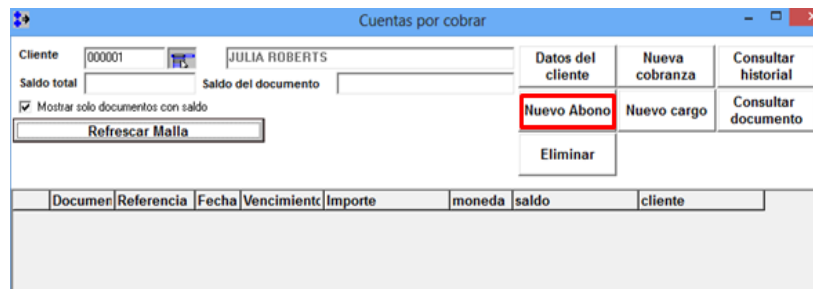 Cuentas por cobrar
Cliente 000001 JULIA ROBERTS
Saldo total Saldo del documento
Mostrar solo documentos con saldo
Refrescar Malla
Datos del cliente Nueva cobranza Consultar historial
Nuevo Abono Nuevo cargo Consultar documento
Eliminar
Documen Referencia Fecha Vencimientc Importe moneda saldo cliente